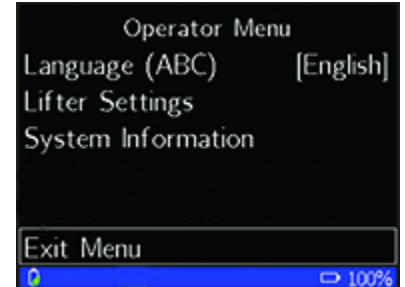 Operator Menu
Language (ABC) [English]
Lifter Settings
System Information
Exit Menu
100%